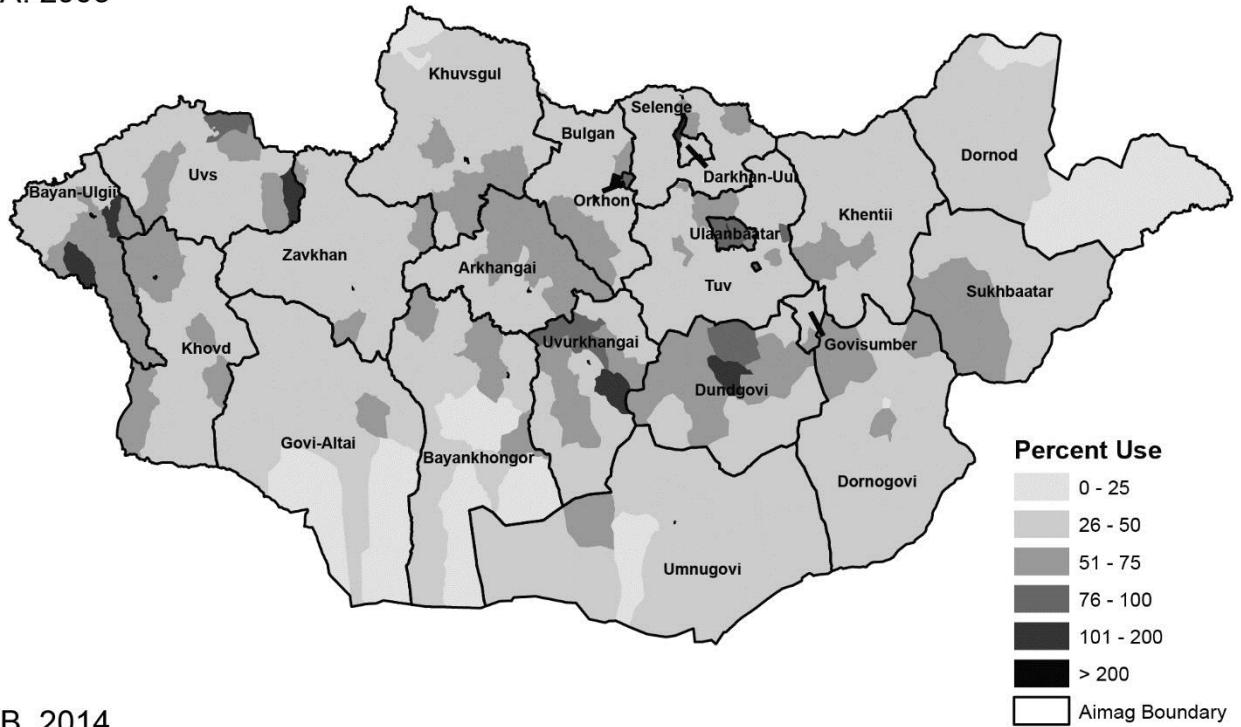 Khuvsgul
Selenge
Bulgan
Dornod
Uvs
Bayan-Ulgii
Darkhan-Uul
Orkhon
Khentii
Ulaanbaatar
Zavkhan
Arkhangai
Tuv
Sukhbaatar
Khovd
Uvurkhangai
Govisumber
Dundgovi
Govi-Altai
Bayankhongor
Dornogovi
Umnugovi
Percent Use
0 - 25
26 - 50
51 - 75
76 - 100
101 - 200
> 200
Aimag Boundary
B. 2014